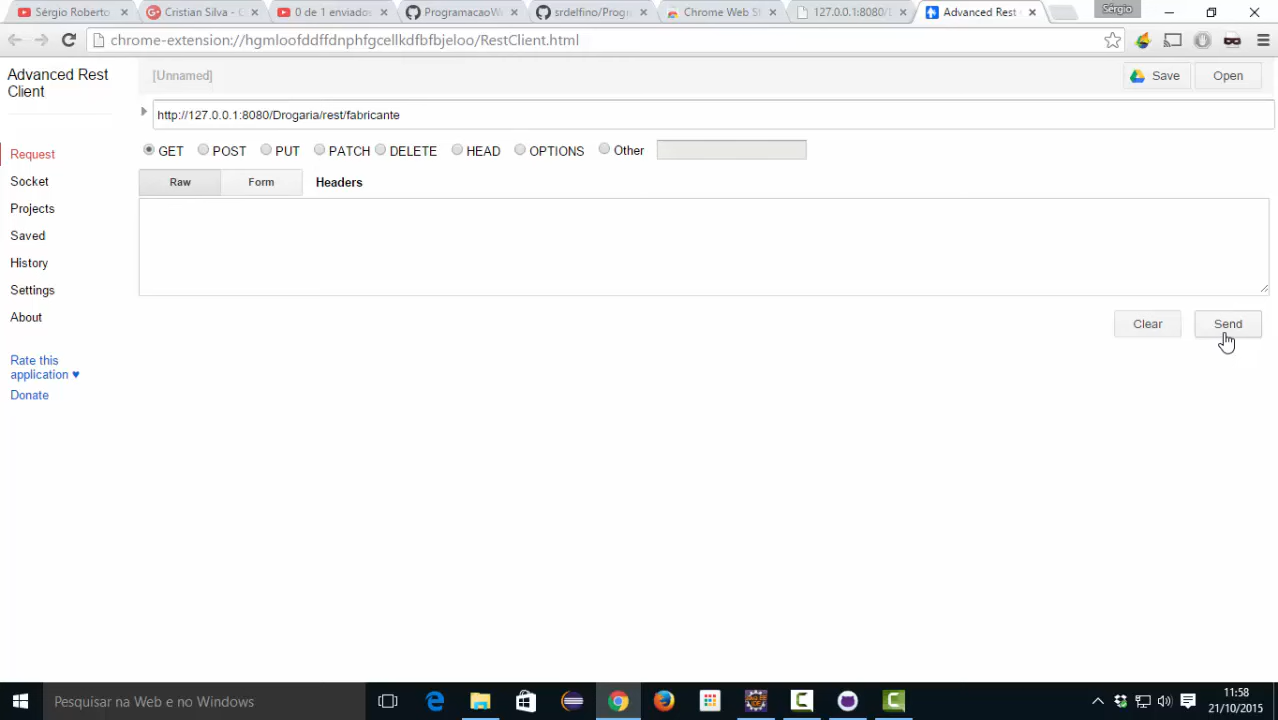 Sérgio Roberto
Cristian Silva - G
0 de 1 enviados
ProgramacaoW
srdelfino/Progr
Chrome Web St
127.0.0.1:8080/
Advanced Rest
Sérgio
chrome-extension://hgmloofddffdnphfgcellkdfbfbjeloo/RestClient.html
Advanced Rest
Client
[Unnamed]
Save
Open
http://127.0.0.1:8080/Drogaria/rest/fabricante
GET
POST
PUT
PATCH
DELETE
HEAD
OPTIONS
Other
Raw
Form
Headers
Request
Socket
Projects
Saved
History
Settings
About
Rate this
application ♥
Donate
Clear
Send
Pesquisar na Web e no Windows
11:58
21/10/2015